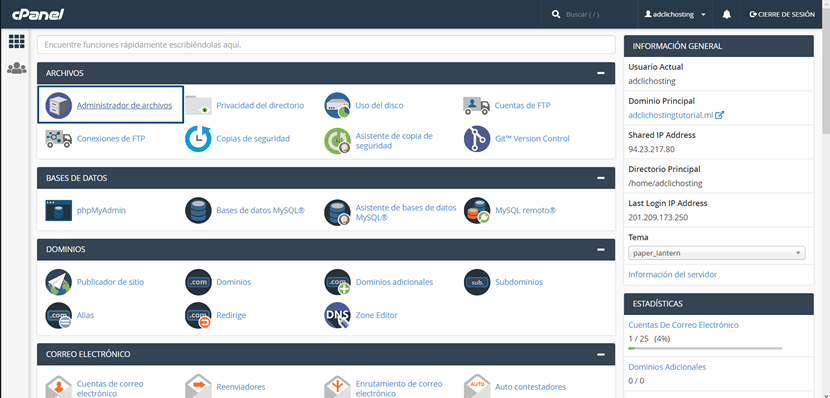 cPanel
Buscar ( / )
adclichosting
CIERRE DE SESIÓN
Encuentre funciones rápidamente escribiéndolas aquí.
ARCHIVOS
Administrador de archivos
Privacidad del directorio
Uso del disco
Cuentas de FTP
Conexiones de FTP
Copias de seguridad
Asistente de copia de
seguridad
Git™ Version Control
BASES DE DATOS
phpMyAdmin
Bases de datos MySQL®
Asistente de bases de datos
MySQL®
MySQL remoto®
DOMINIOS
Publicador de sitio
.com
Dominios
.com
Dominios adicionales
sub.
Subdominios
.com
Alias
.com
Redirige
DNS
Zone Editor
CORREO ELECTRÓNICO
Cuentas de correo
electrónico
Reenviadores
Enrutamiento de correo
electrónico
AUTO
Auto contestadores
INFORMACIÓN GENERAL
Usuario Actual
adclichosting
Dominio Principal
adclichostingtutorial.ml
Shared IP Address
94.23.217.80
Directorio Principal
/home/adclichosting
Last Login IP Address
201.209.173.250
Tema
paper_lantern
Información del servidor
ESTADÍSTICAS
Cuentas De Correo Electrónico
1 / 25 (4%)
Dominios Adicionales
0 / 0